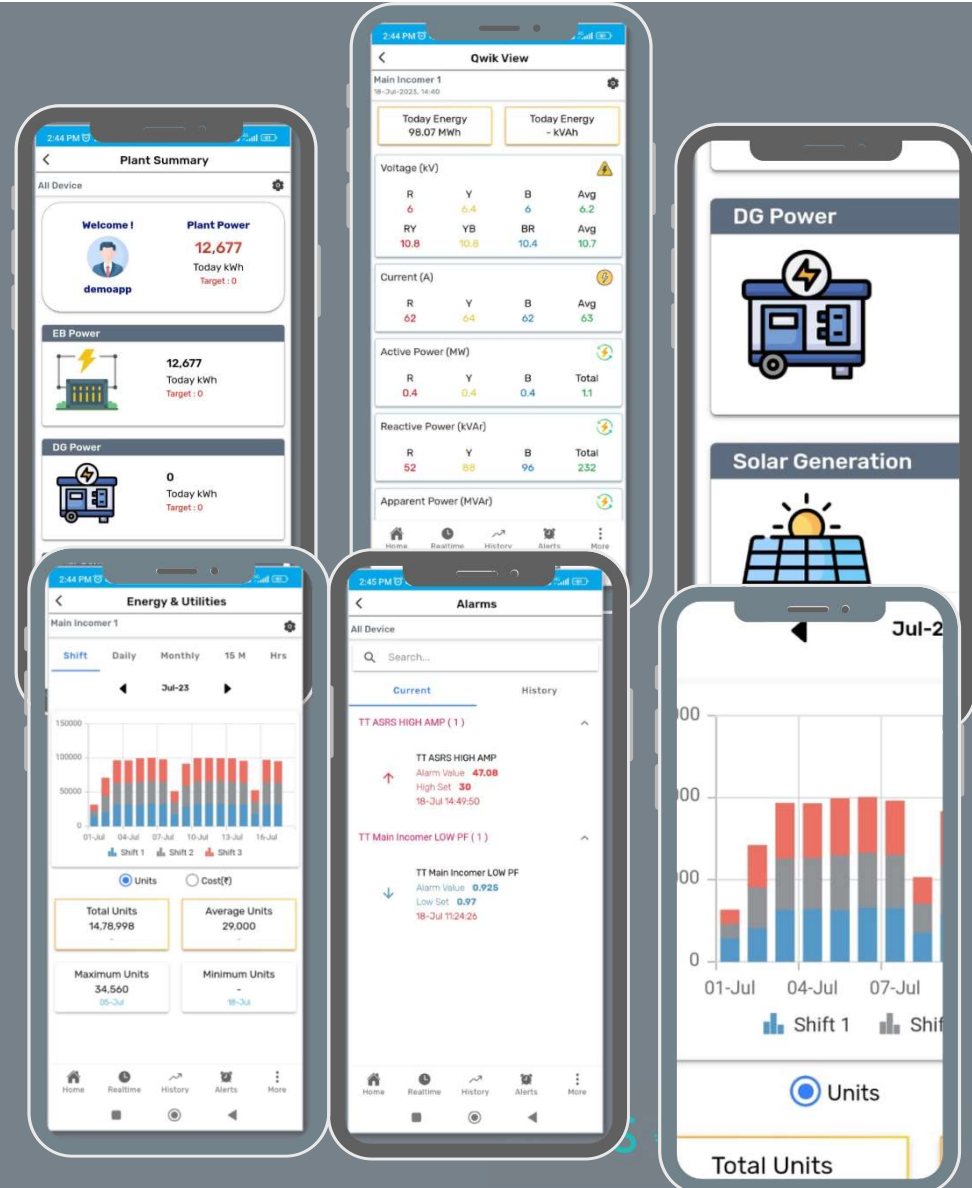 2:44 PM
Plant Summary
All Device
Welcome !
demoapp
Plant Power
12,677
Today kWh
Target : 0
EB Power
12,677
Today kWh
Target : 0
DG Power
0
Today kWh
Target : 0
2:44 PM
Qwik View
Main Incomer 1
18-Jul-2023, 14:40
Today Energy
98.07 MWh
Today Energy
- kVAh
Voltage (kV)
R Y B Avg
6 6.4 6 6.2
RY YB BR Avg
10.8 10.8 10.4 10.7
Current (A)
R Y B Avg
62 64 62 63
Active Power (MW)
R Y B Total
0.4 0.4 0.4 1.1
Reactive Power (kVAr)
R Y B Total
52 88 96 232
Apparent Power (MVAr)
Home Realtime History Alerts More
DG Power
Solar Generation
2:44 PM
Energy & Utilities
Main Incomer 1
Shift Daily Monthly 15 M Hrs
Jul-23
150000
100000
50000
0
01-Jul 04-Jul 07-Jul 10-Jul 13-Jul 16-Jul
Shift 1 Shift 2 Shift 3
Units Cost(₹)
Total Units
14,78,998
-
Average Units
29,000
-
Maximum Units
34,560
05-Jul
Minimum Units
-
18-Jul
Home Realtime History Alerts More
2:45 PM
Alarms
All Device
Search...
Current History
TT ASRS HIGH AMP ( 1 )
TT ASRS HIGH AMP
Alarm Value 47.08
High Set 30
18-Jul 14:49:50
TT Main Incomer LOW PF ( 1 )
TT Main Incomer LOW PF
Alarm Value 0.925
Low Set 0.97
18-Jul 11:24:26
Home Realtime History Alerts More
Jul-2
00
00
00
0
01-Jul 04-Jul 07-Jul
Shift 1 Shif
Units
Total Units